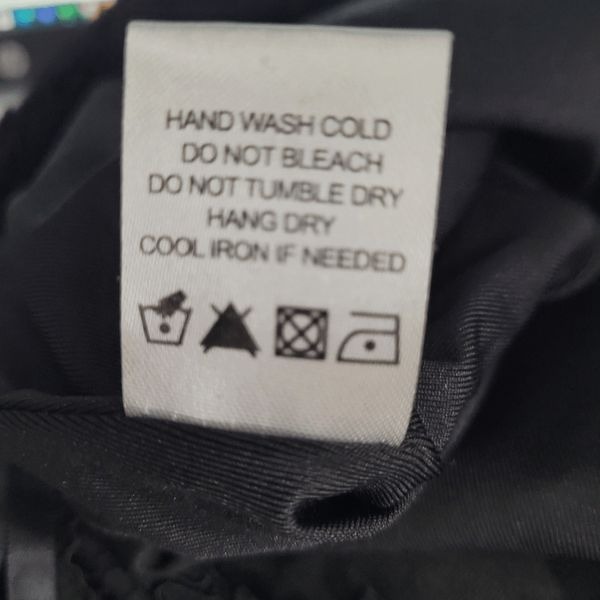 HAND WASH COLD
DO NOT BLEACH
DO NOT TUMBLE DRY
HANG DRY
COOL IRON IF NEEDED